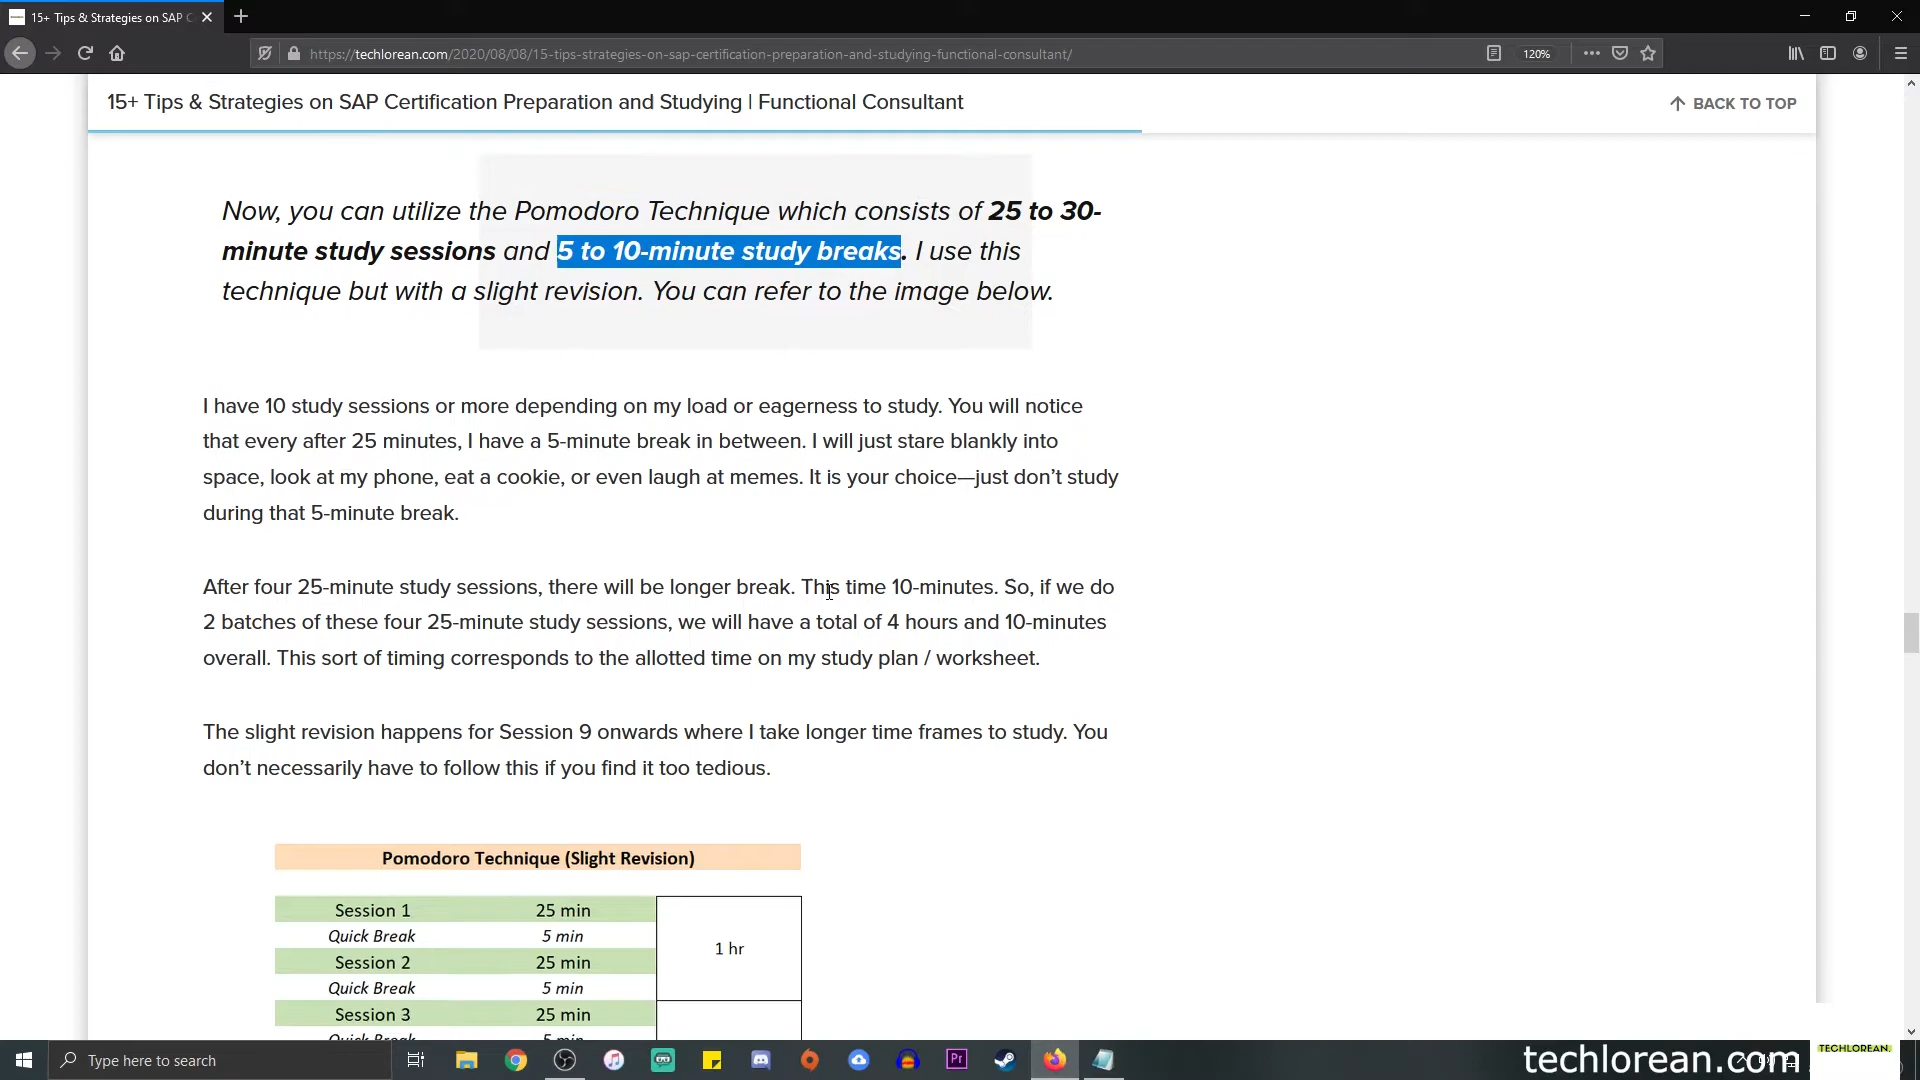 15+ Tips & Strategies on SAP C
https://techlorean.com/2020/08/08/15-tips-strategies-on-sap-certification-preparation-and-studying-functional-consultant/
120%
15+ Tips & Strategies on SAP Certification Preparation and Studying | Functional Consultant
BACK TO TOP
Now, you can utilize the Pomodoro Technique which consists of 25 to 30-
minute study sessions and 5 to 10-minute study breaks. I use this
technique but with a slight revision. You can refer to the image below.
I have 10 study sessions or more depending on my load or eagerness to study. You will notice
that every after 25 minutes, I have a 5-minute break in between. I will just stare blankly into
space, look at my phone, eat a cookie, or even laugh at memes. It is your choice—just don’t study
during that 5-minute break.
After four 25-minute study sessions, there will be longer break. This time 10-minutes. So, if we do
2 batches of these four 25-minute study sessions, we will have a total of 4 hours and 10-minutes
overall. This sort of timing corresponds to the allotted time on my study plan / worksheet.
The slight revision happens for Session 9 onwards where I take longer time frames to study. You
don’t necessarily have to follow this if you find it too tedious.
Pomodoro Technique (Slight Revision)
Session 1 25 min
Quick Break 5 min
1 hr
Session 2 25 min
Quick Break 5 min
Session 3 25 min
Quick Break 5 min
Type here to search
Pr
techlorean.com
TECHLOREAN.